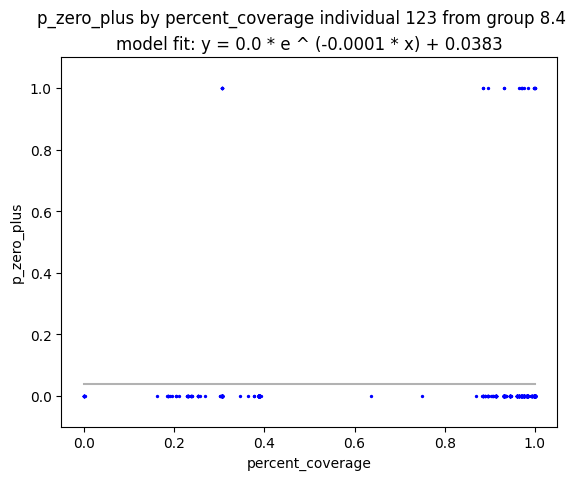 p_zero_plus by percent_coverage individual 123 from group 8.4
model fit: y = 0.0 * e ^ (-0.0001 * x) + 0.0383
1.0
0.8
0.6
0.4
0.2
0.0
p_zero_plus
0.0 0.2 0.4 0.6 0.8 1.0
percent_coverage